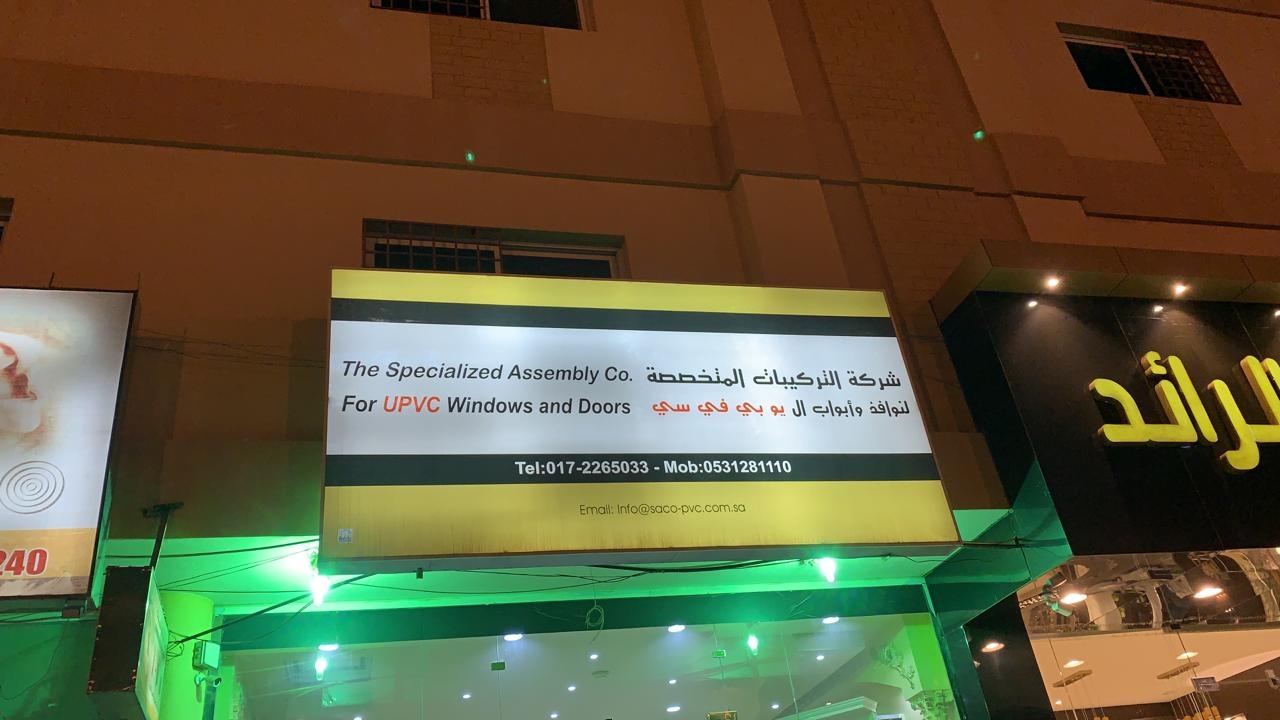 The Specialized Assembly Co.
شركة التركيبات المتخصصة
For UPVC Windows and Doors
لنوافذ وأبواب ال يو بي في سي
Tel:017-2265033 - Mob:0531281110
Email: Info@saco-pvc.com.sa
240
الرائد